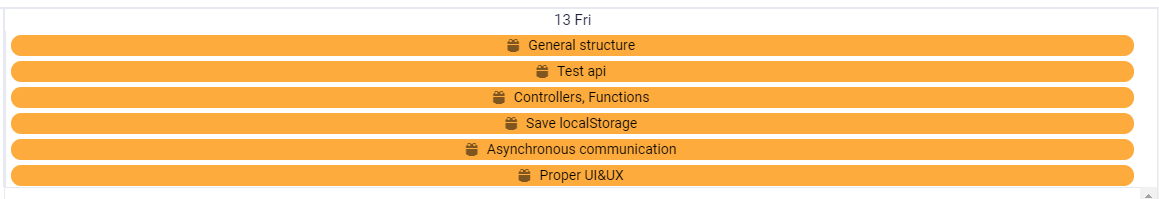 13 Fri
General structure
Test api
Controllers, Functions
Save localStorage
Asynchronous communication
Proper UI&UX